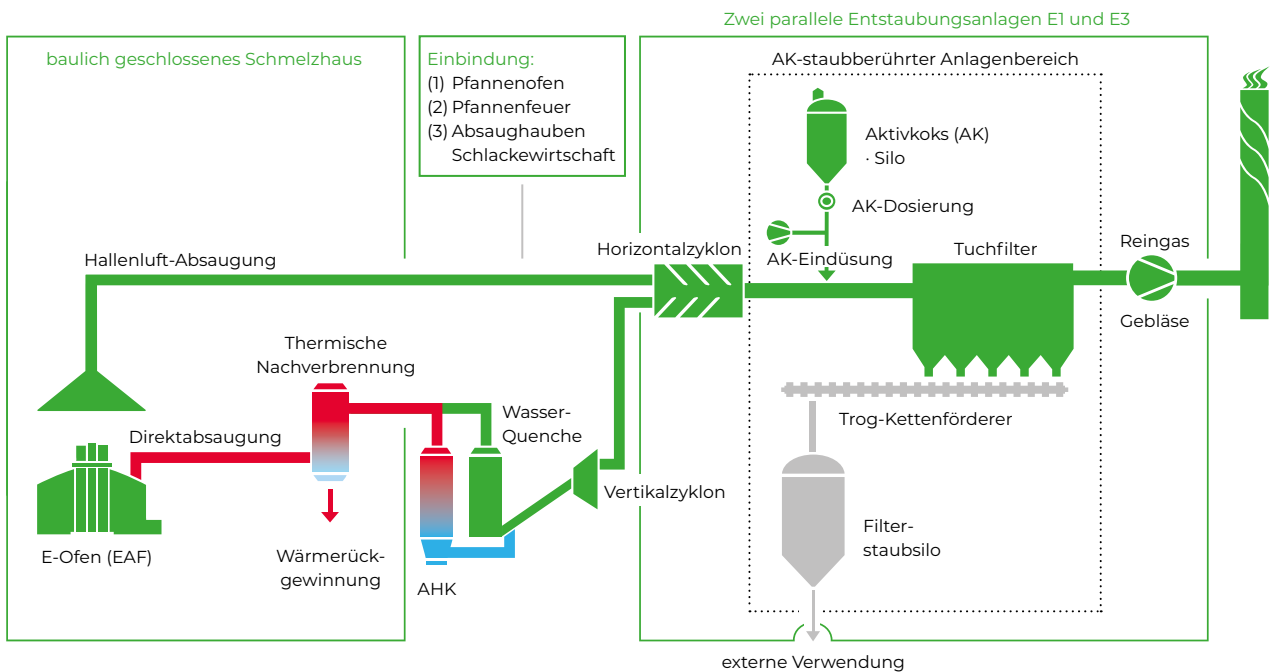 Zwei parallele Entstaubungsanlagen E1 und E3
baulich geschlossenes Schmelzhaus
Einbindung:
(1) Pfannenofen
(2) Pfannenfeuer
(3) Absaughauben
Schlackewirtschaft
AK-staubberührter Anlagenbereich
Aktivkoks (AK)
· Silo
AK-Dosierung
Hallenluft-Absaugung
Horizontalzyklon
AK-Eindüsung
Tuchfilter
Reingas
Gebläse
Thermische
Nachverbrennung
Direktabsaugung
Wasser-
Quenche
Trog-Kettenförderer
Vertikalzyklon
E-Ofen (EAF)
Wärmerück-
gewinnung
AHK
Filter-
staubsilo
externe Verwendung